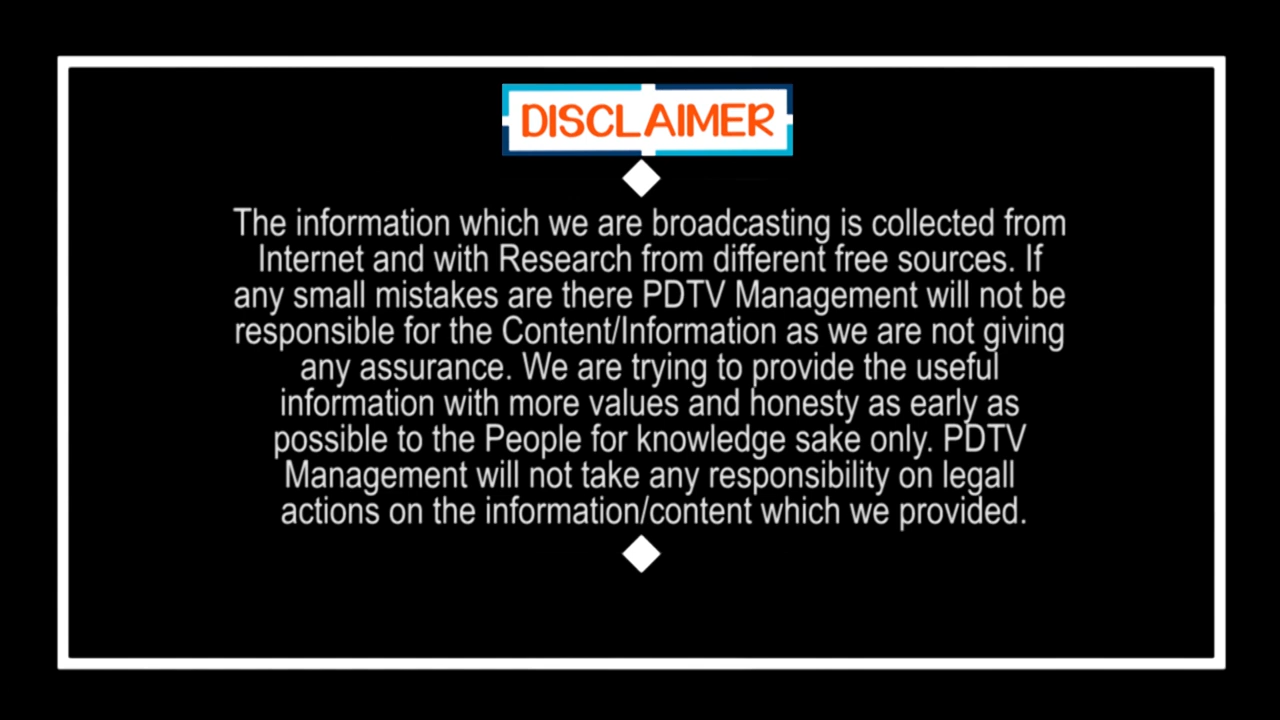 DISCLAIMER
The information which we are broadcasting is collected from
Internet and with Research from different free sources. If
any small mistakes are there PDTV Management will not be
responsible for the Content/Information as we are not giving
any assurance. We are trying to provide the useful
information with more values and honesty as early as
possible to the People for knowledge sake only. PDTV
Management will not take any responsibility on legall
actions on the information/content which we provided.